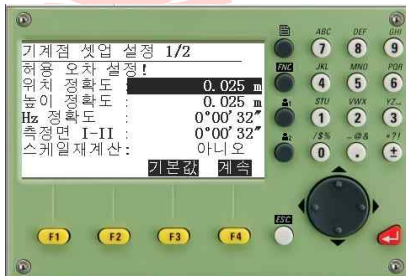 기계점 셋업 설정 1/2
허용 오차 설정!
위치 정확도 : 0.025 m
높이 정확도 : 0.025 m
Hz 정확도 : 0°00'32"
측정면 I-II : 0°00'32"
스케일재계산: 아니오
기본값 계속
F1 F2 F3 F4
FNC
ESC
ABC DEF GHI
7 8 9
JKL MNO PQR
4 5 6
STU VWX YZ..
1 2 3
/$% _@& *?!
0 . ±